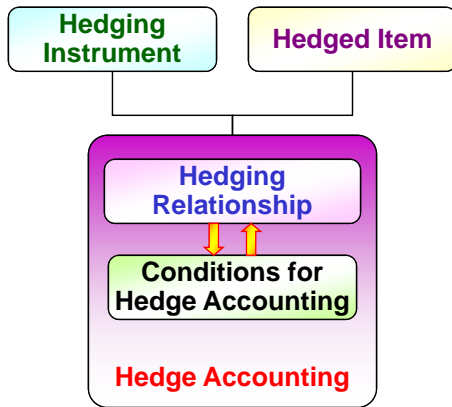 Hedging
Instrument
Hedged Item
Hedging
Relationship
Conditions for
Hedge Accounting
Hedge Accounting